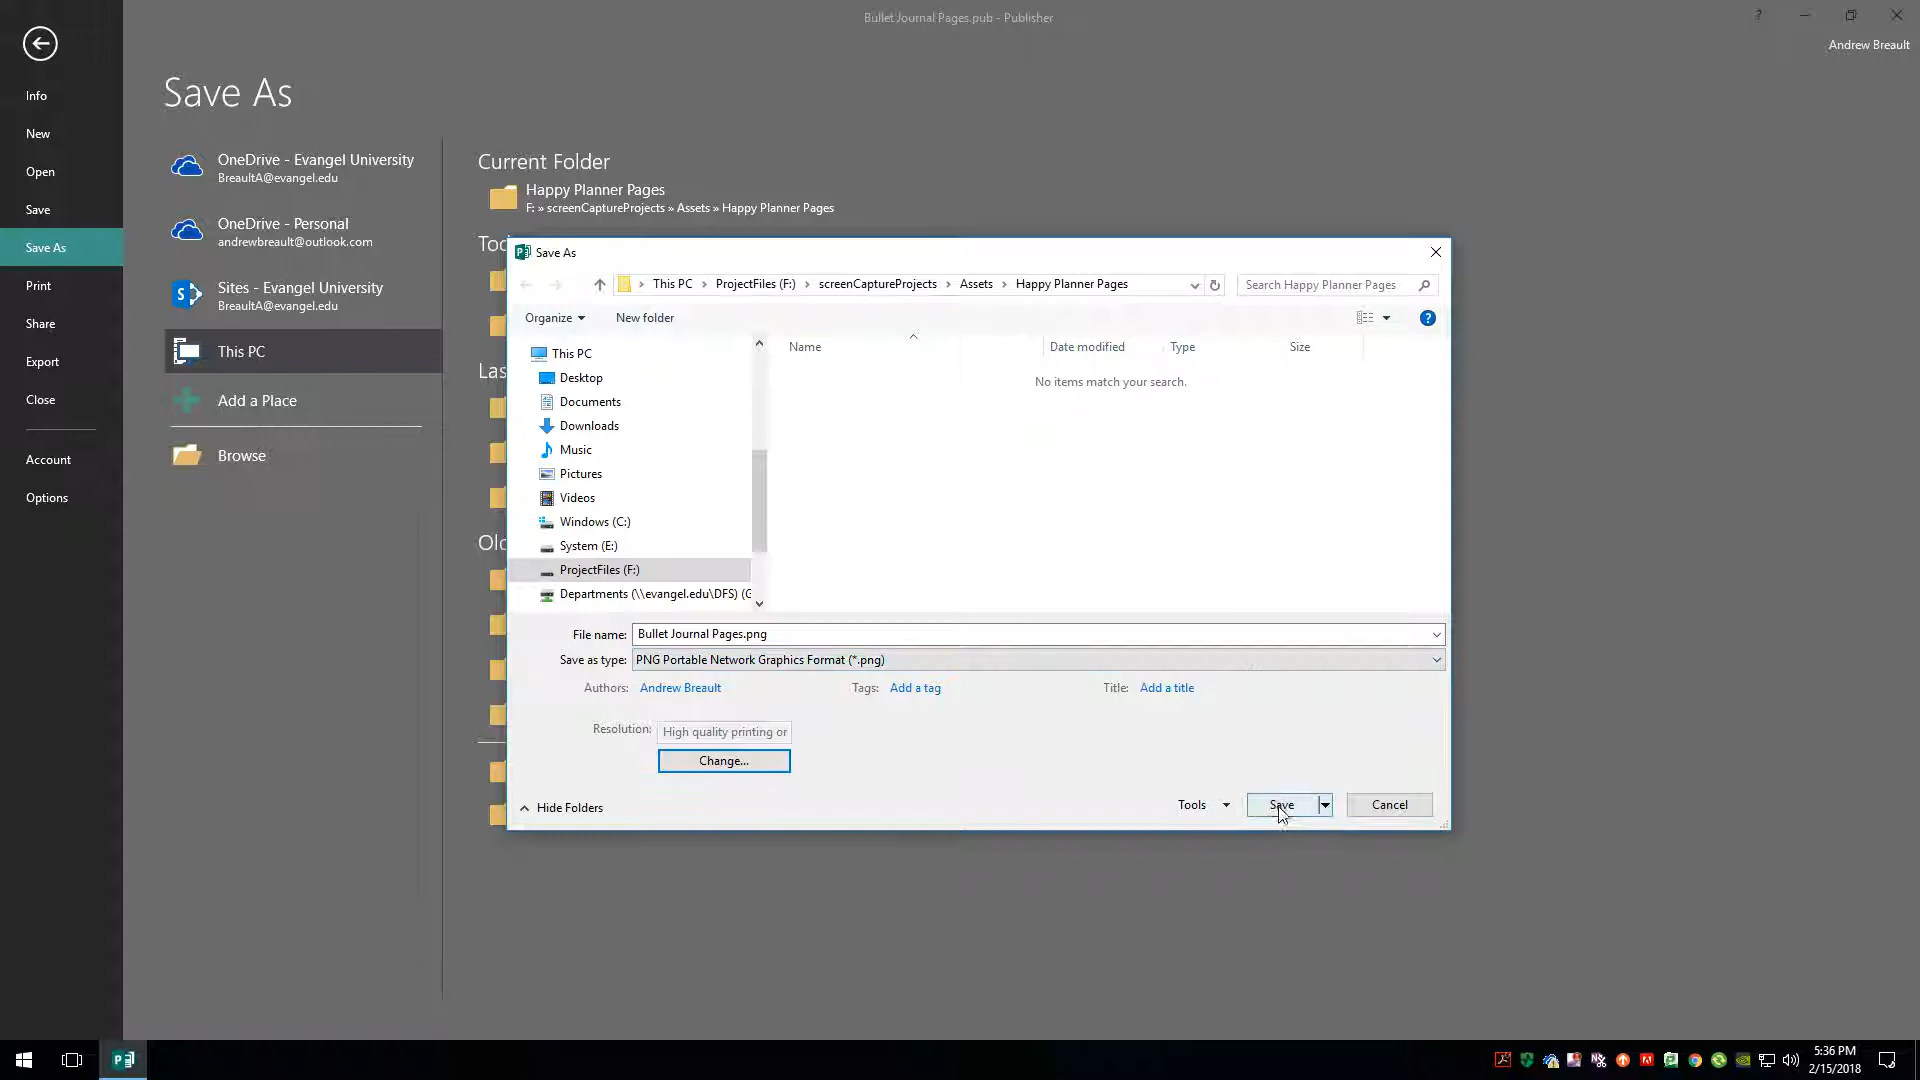 Bullet Journal Pages.pub - Publisher
?
Andrew Breault
Info
New
Open
Save
Save As
Print
Share
Export
Close
Account
Options
Save As
OneDrive - Evangel University
BreaultA@evangel.edu
OneDrive - Personal
andrewbreault@outlook.com
Sites - Evangel University
BreaultA@evangel.edu
This PC
Add a Place
Browse
Current Folder
Happy Planner Pages
F: » screenCaptureProjects » Assets » Happy Planner Pages
Save As
This PC › ProjectFiles (F:) › screenCaptureProjects › Assets › Happy Planner Pages
Search Happy Planner Pages
Organize
New folder
?
This PC
Desktop
Documents
Downloads
Music
Pictures
Videos
Windows (C:)
System (E:)
ProjectFiles (F:)
Departments (\\evangel.edu\DFS) (G
Name
Date modified
Type
Size
No items match your search.
File name: Bullet Journal Pages.png
Save as type: PNG Portable Network Graphics Format (*.png)
Authors: Andrew Breault
Tags: Add a tag
Title: Add a title
Resolution: High quality printing or
Change...
Hide Folders
Tools
Save
Cancel
5:36 PM
2/15/2018